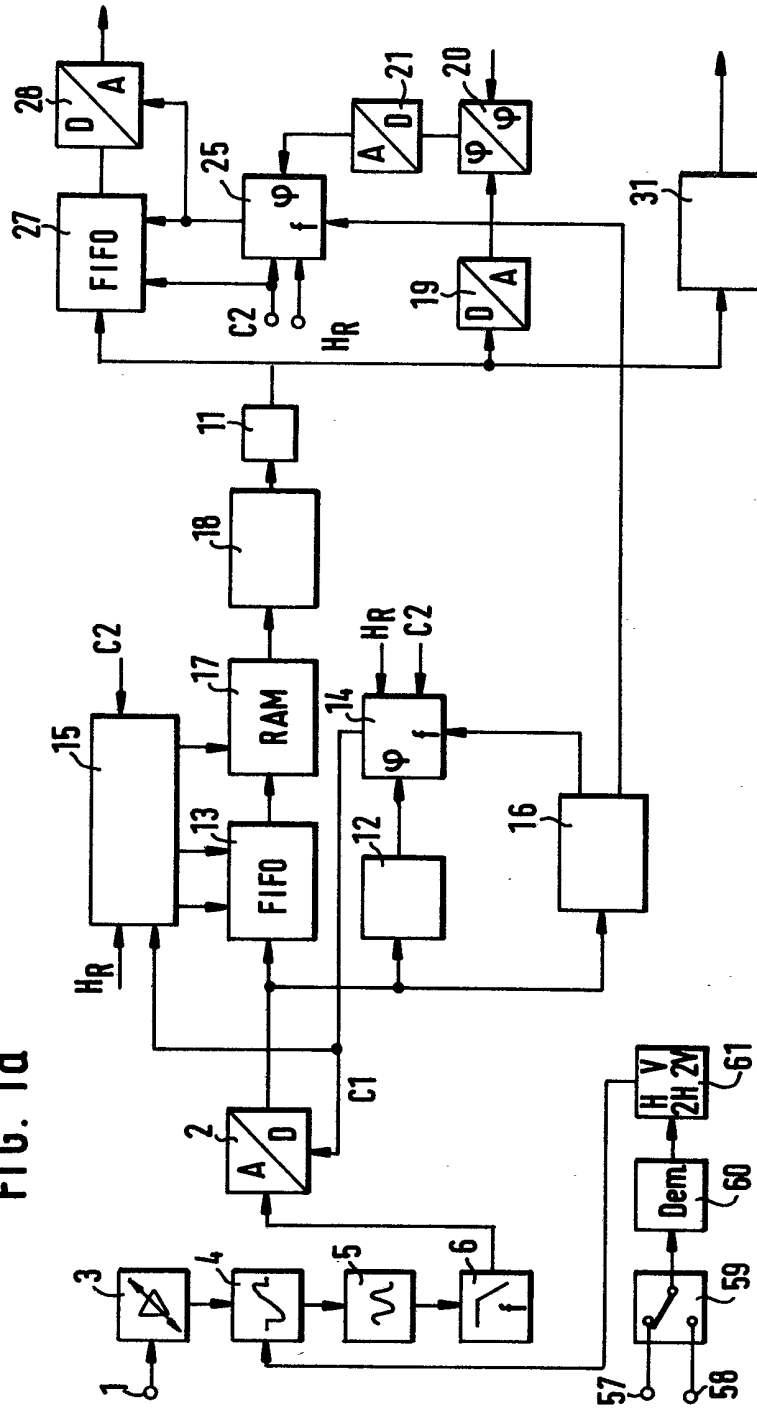 FIG. 1a
1
3
4
5
6
f
2
A
D
C1
HR
15
C2
13
FIFO
17
RAM
18
11
12
14
φ
f
HR
C2
16
57
58
59
60
Dem.
61
H V
2H 2V
27
FIFO
28
D
A
25
φ
f
C2
HR
19
D
A
20
φ
φ
21
A
D
31